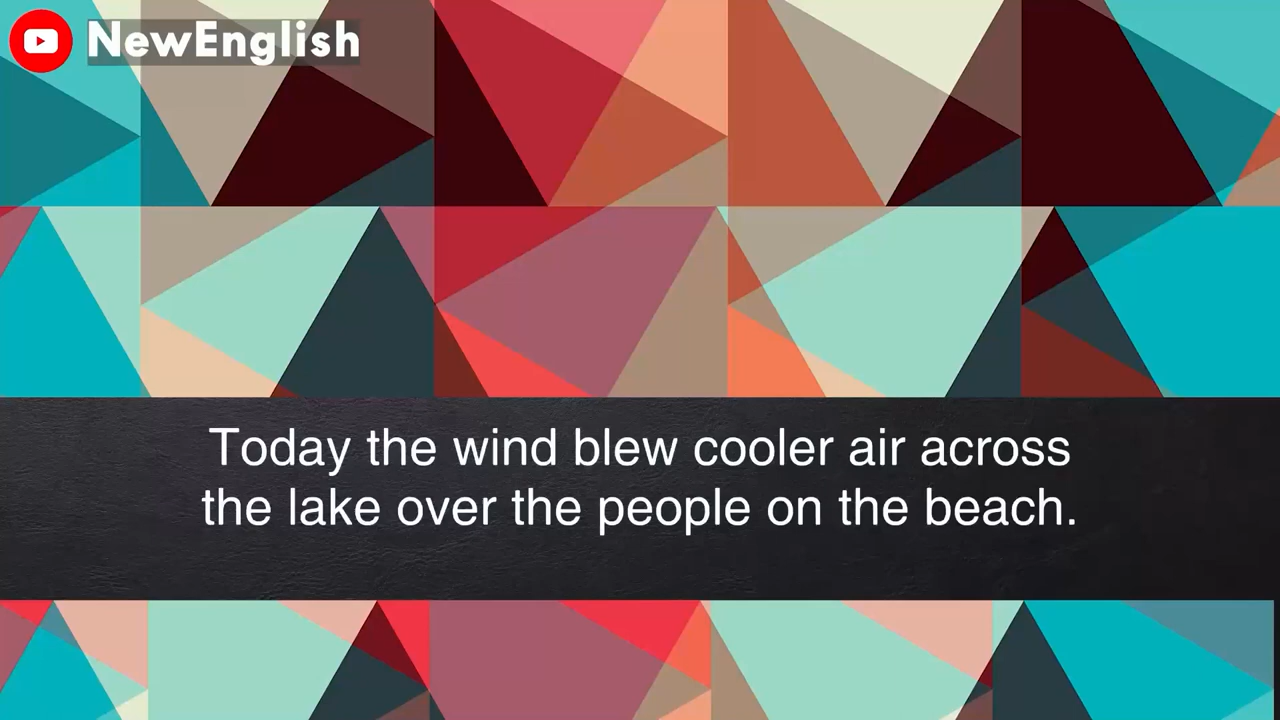 NewEnglish
Today the wind blew cooler air across
the lake over the people on the beach.